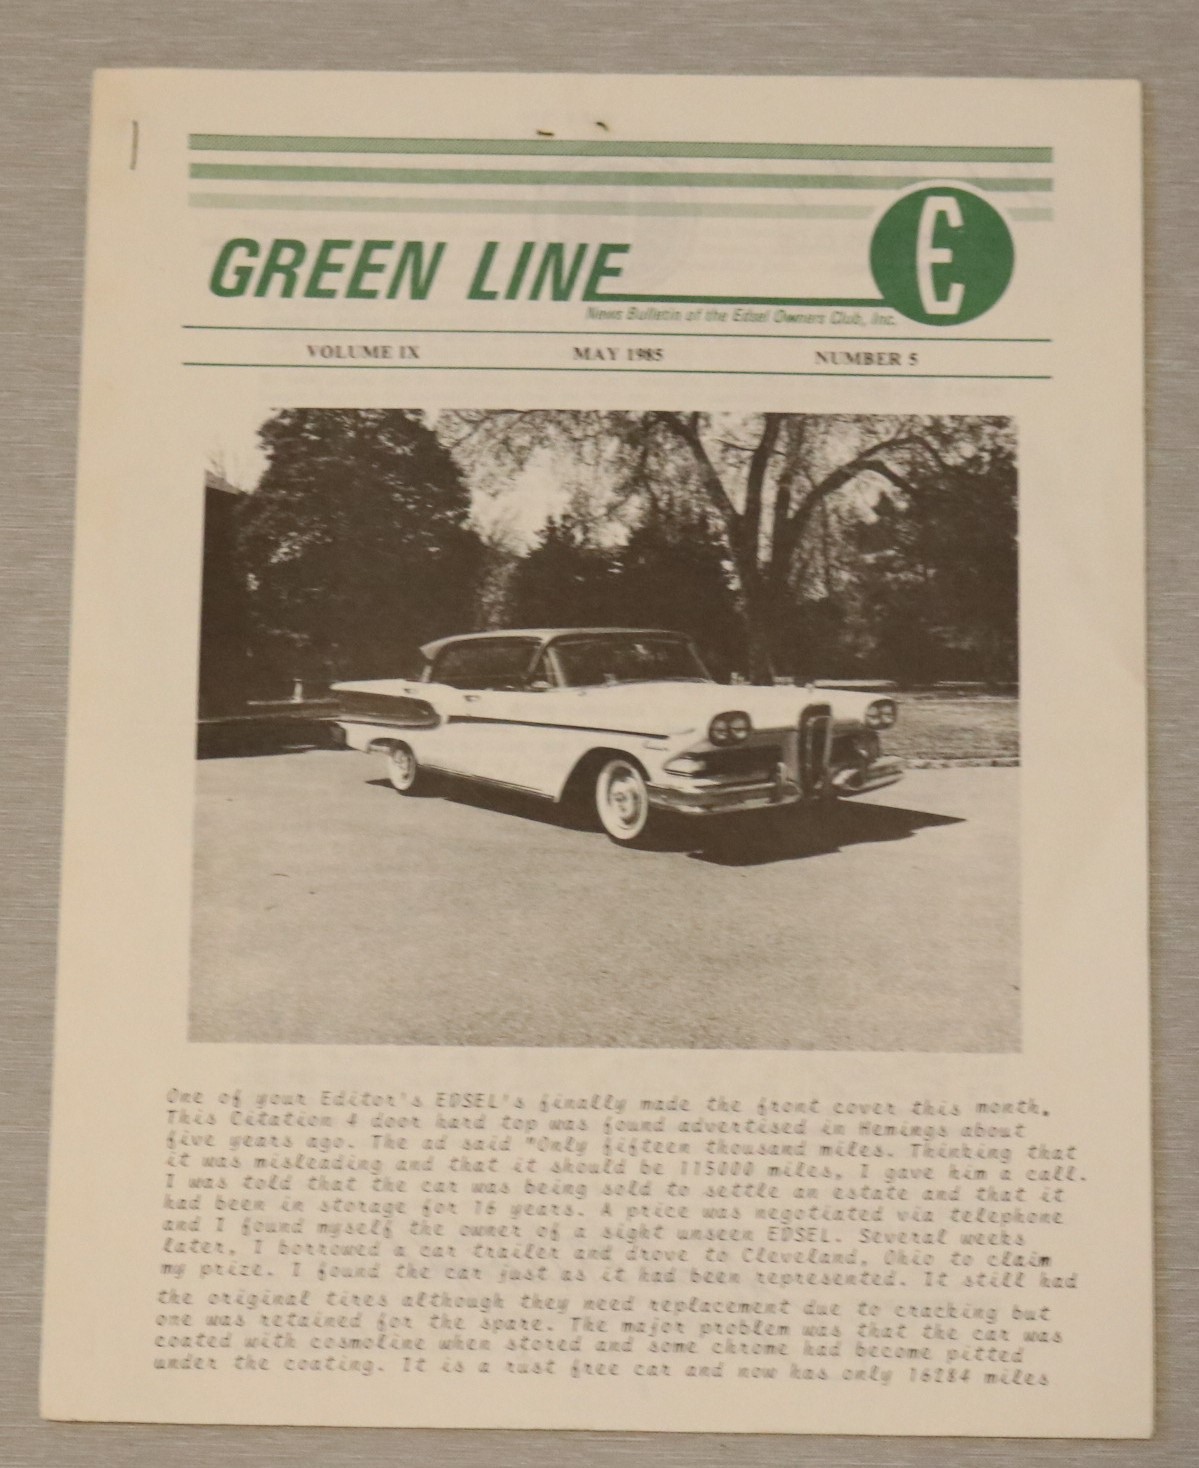 GREEN LINE
E
News Bulletin of the Edsel Owners Club, Inc.
VOLUME IX MAY 1985 NUMBER 5
One of your Editor's EDSEL's finally made the front cover this month.
This Citation 4 door hard top was found advertised in Hemings about
five years ago. The ad said "Only fifteen thousand miles. Thinking that
it was misleading and that it should be 115000 miles, I gave him a call.
I was told that the car was being sold to settle an estate and that it
had been in storage for 16 years. A price was negotiated via telephone
and I found myself the owner of a sight unseen EDSEL. Several weeks
later, I borrowed a car trailer and drove to Cleveland, Ohio to claim
my prize. I found the car just as it had been represented. It still had
the original tires although they need replacement due to cracking but
one was retained for the spare. The major problem was that the car was
coated with cosmoline when stored and some chrome had become pitted
under the coating. It is a rust free car and now has only 16284 miles